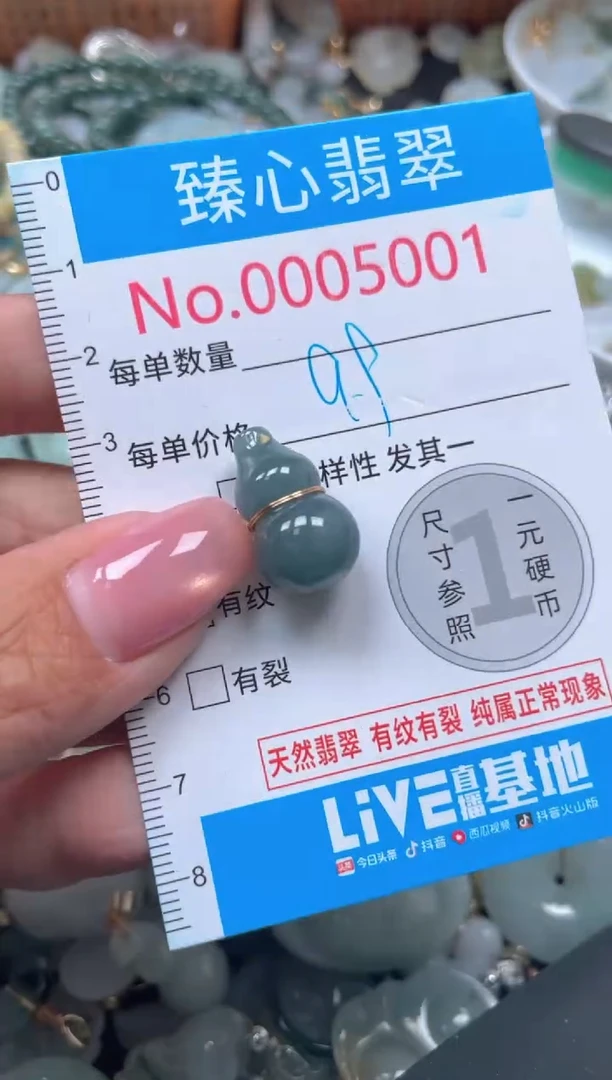 臻心翡翠
No.0005001
0
1
2
3
6
7
8
每单数量
每单价格
样性 发其一
有纹
有裂
尺寸参照
1
一元硬币
天然翡翠 有纹有裂 纯属正常现象
LiVE直播基地
头条 今日头条 抖音 西瓜视频 抖音火山版